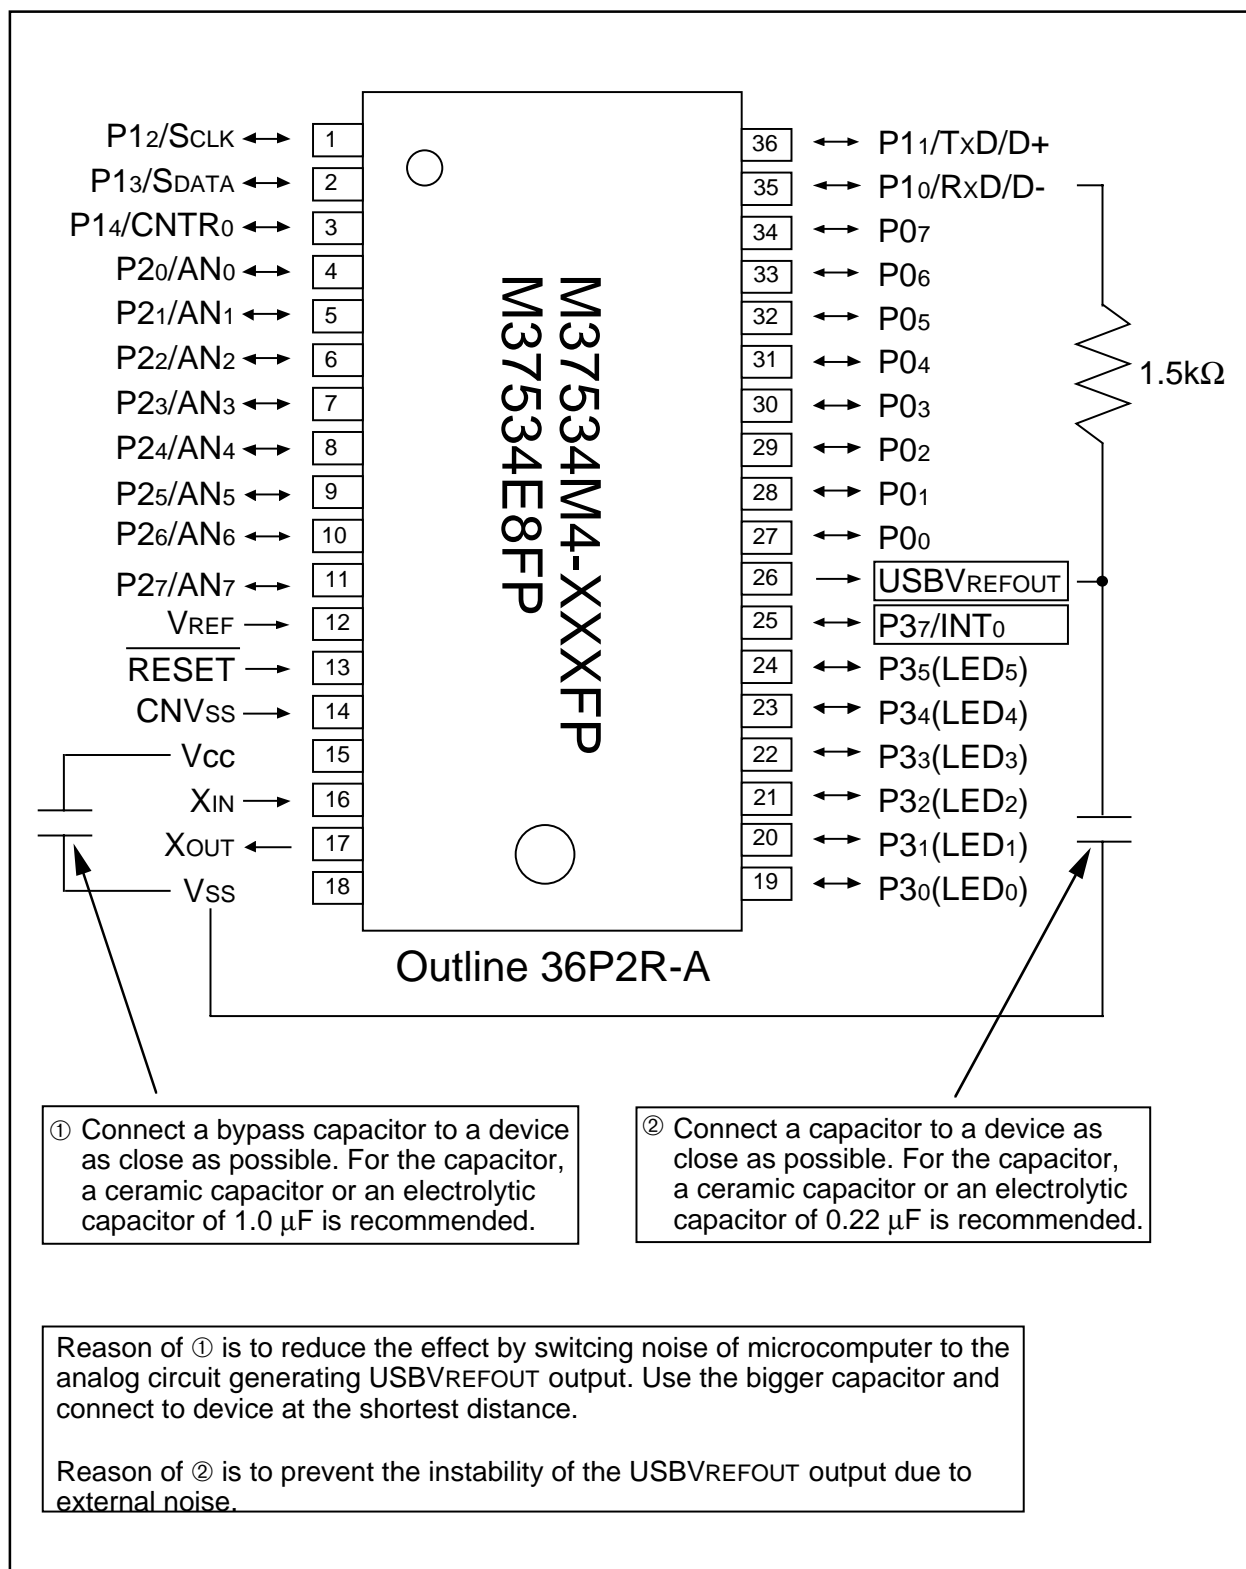 P12/SCLK
1
P13/SDATA
2
P14/CNTR0
3
P20/AN0
4
P21/AN1
5
P22/AN2
6
P23/AN3
7
P24/AN4
8
P25/AN5
9
P26/AN6
10
P27/AN7
11
VREF
12
RESET
13
CNVSS
14
VCC
15
XIN
16
XOUT
17
VSS
18
M37534M4-XXXFP
M37534E8FP
36
P11/TXD/D+
35
P10/RXD/D-
34
P07
33
P06
32
P05
31
P04
30
P03
29
P02
28
P01
27
P00
26
USBVREFOUT
25
P37/INT0
24
P35(LED5)
23
P34(LED4)
22
P33(LED3)
21
P32(LED2)
20
P31(LED1)
19
P30(LED0)
1.5kΩ
Outline 36P2R-A
① Connect a bypass capacitor to a device
as close as possible. For the capacitor,
a ceramic capacitor or an electrolytic
capacitor of 1.0 μF is recommended.
② Connect a capacitor to a device as
close as possible. For the capacitor,
a ceramic capacitor or an electrolytic
capacitor of 0.22 μF is recommended.
Reason of ① is to reduce the effect by switcing noise of microcomputer to the
analog circuit generating USBVREFOUT output. Use the bigger capacitor and
connect to device at the shortest distance.
Reason of ② is to prevent the instability of the USBVREFOUT output due to
external noise.